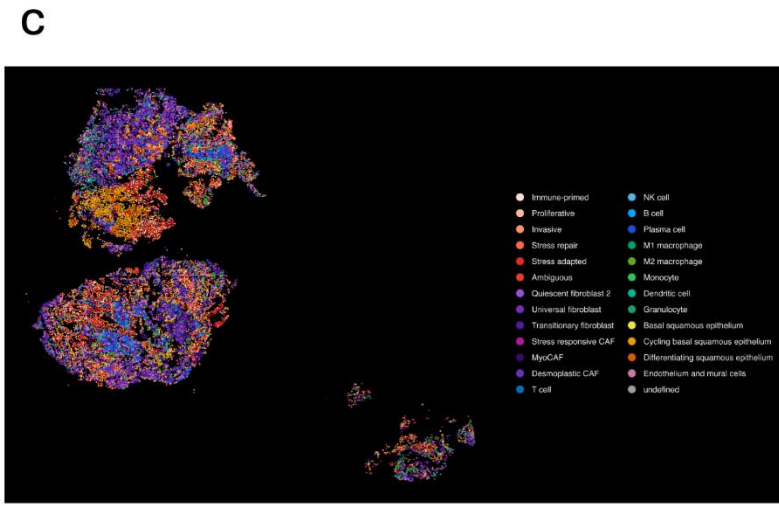 C
Immune-primed
Proliferative
Invasive
Stress repair
Stress adapted
Ambiguous
Quiescent fibroblast 2
Universal fibroblast
Transitionary fibroblast
Stress responsive CAF
MyoCAF
Desmoplastic CAF
T cell
NK cell
B cell
Plasma cell
M1 macrophage
M2 macrophage
Monocyte
Dendritic cell
Granulocyte
Basal squamous epithelium
Cycling basal squamous epithelium
Differentiating squamous epithelium
Endothelium and mural cells
undefined